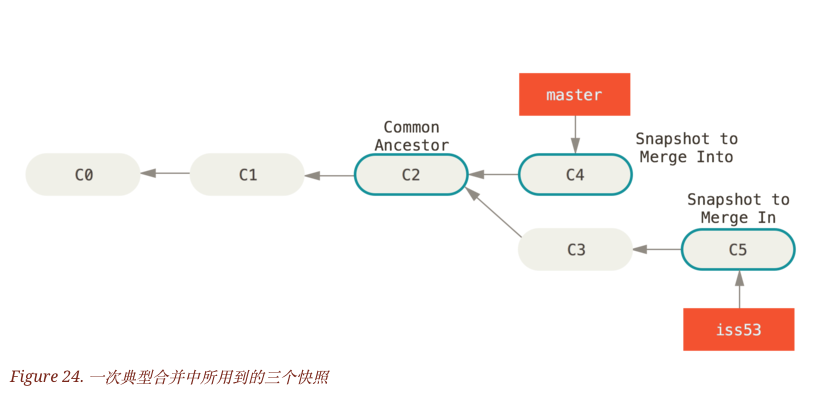 master
Common
Ancestor
Snapshot to
Merge Into
C0
C1
C2
C4
Snapshot to
Merge In
C3
C5
iss53
Figure 24. 一次典型合并中所用到的三个快照